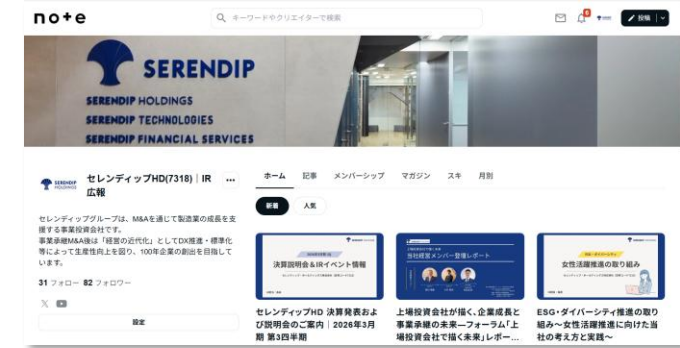 note
キーワードやクリエイターで検索
6
投稿
SERENDIP
SERENDIP HOLDINGS
SERENDIP TECHNOLOGIES
SERENDIP FINANCIAL SERVICES
SERENDIP
HOLDINGS
セレンディップHD(7318)｜IR
広報
セレンディップグループは、M&Aを通じて製造業の成長を支
援する事業投資会社です。
事業承継M&A後は「経営の近代化」としてDX推進・標準化
等によって生産性向上を図り、100年企業の創出を目指して
います。
31 フォロー 82 フォロワー
設定
ホーム 記事 メンバーシップ マガジン スキ 月別
新着 人気
決算説明会&IRイベント情報
セレンディップHD 決算発表およ
び説明会のご案内｜2026年3月
期 第3四半期
当社経営メンバー登壇レポート
上場投資会社が描く、企業成長と
事業承継の未来―フォーラム「上
場投資会社で描く未来」レポー…
ESG・ダイバーシティ
女性活躍推進の取り組み
ESG・ダイバーシティ推進の取り
組み～女性活躍推進に向けた当
社の考え方と実践～